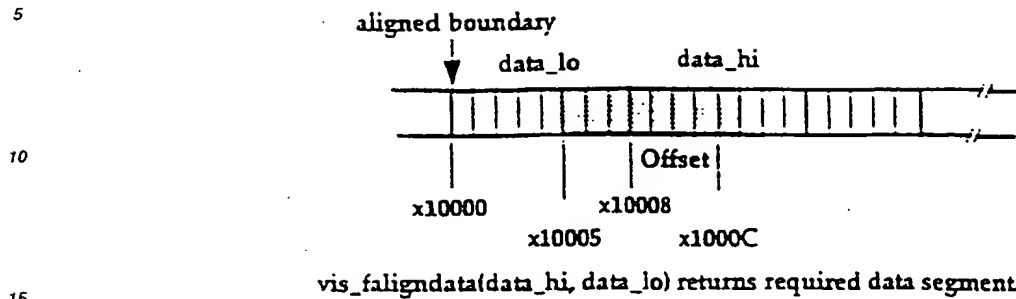 5
aligned boundary
data_lo data_hi
10
Offset
x10000 x10008
x10005 x1000C
vis_faligndata(data_hi, data_lo) returns required data segment
15